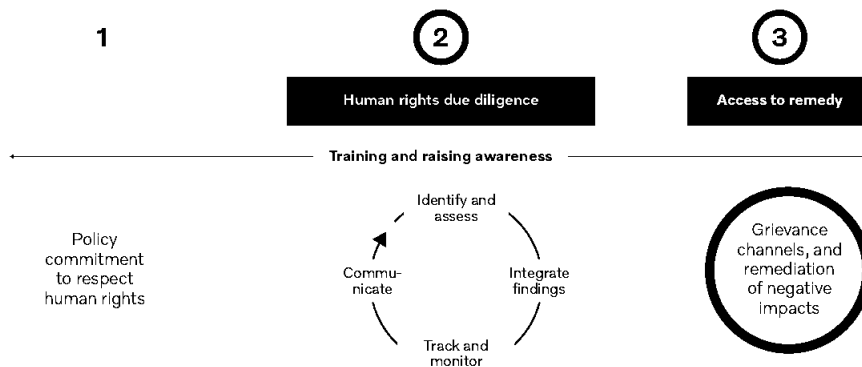 1
2
3
Human rights due diligence
Access to remedy
Training and raising awareness
Policy
commitment
to respect
human rights
Identify and
assess
Integrate
findings
Track and
monitor
Commu-
nicate
Grievance
channels, and
remediation
of negative
impacts